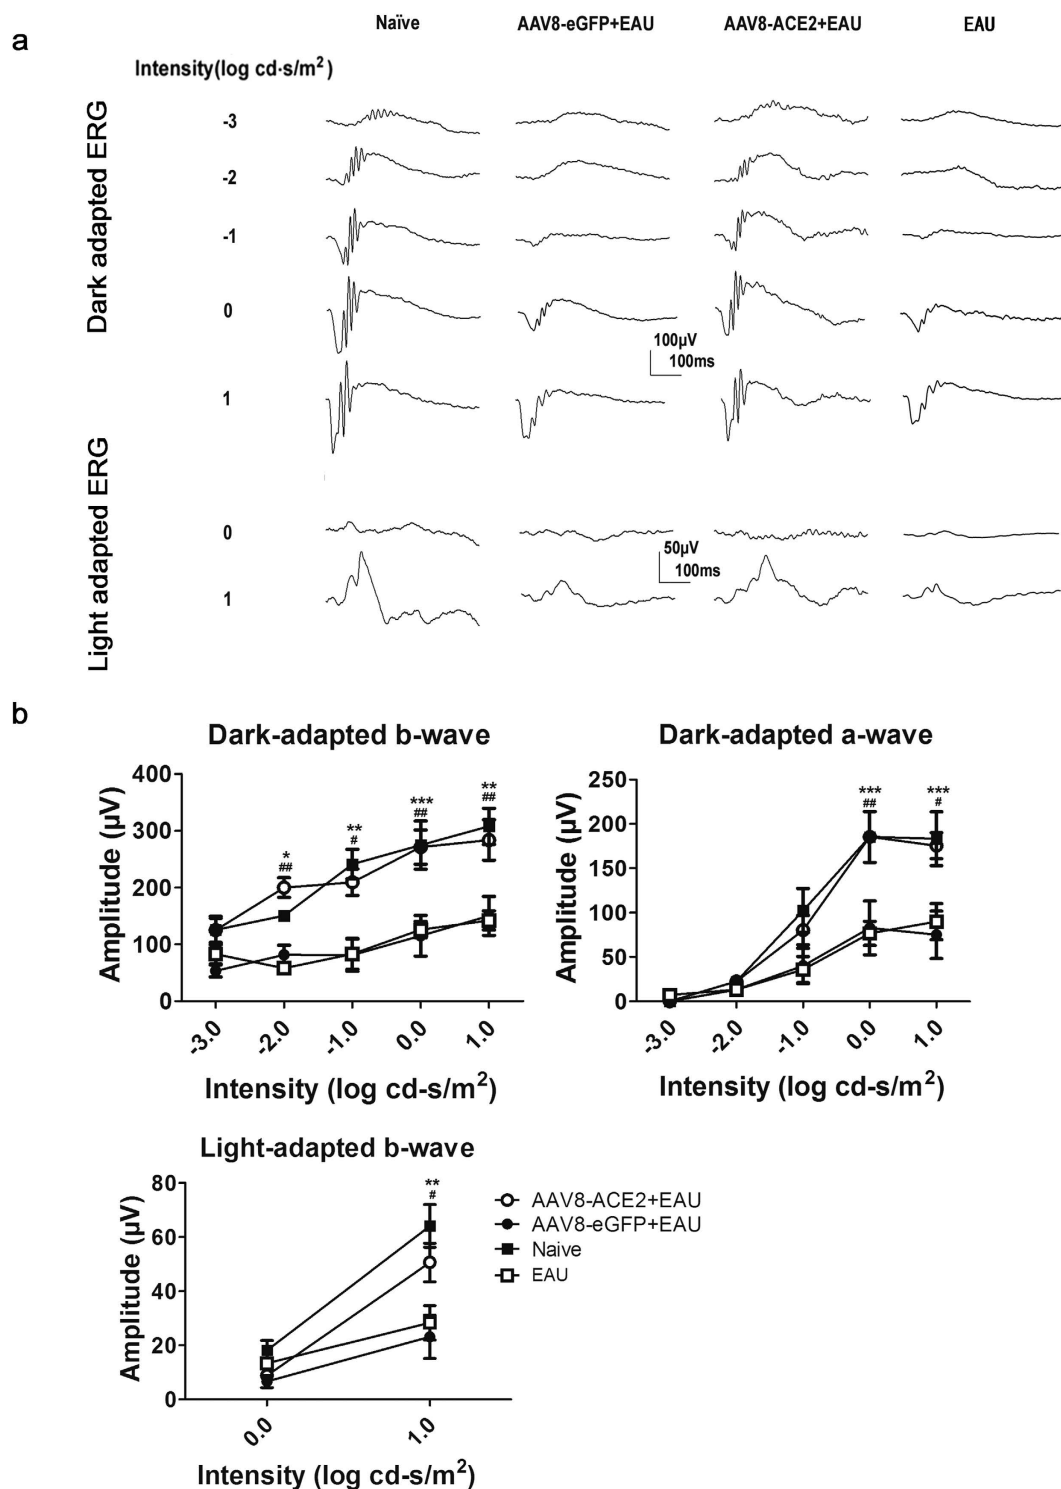 a
Naïve AAV8-eGFP+EAU AAV8-ACE2+EAU EAU
Intensity(log cd·s/m²)
Dark adapted ERG
-3
-2
-1
0
100μV
100ms
1
Light adapted ERG
0
50μV
100ms
1
b
Dark-adapted b-wave
Amplitude (μV)
400
300
200
100
0
*
##
**
#
***
##
**
##
-3.0 -2.0 -1.0 0.0 1.0
Intensity (log cd-s/m²)
Dark-adapted a-wave
Amplitude (μV)
250
200
150
100
50
0
***
##
***
#
-3.0 -2.0 -1.0 0.0 1.0
Intensity (log cd-s/m²)
Light-adapted b-wave
Amplitude (μV)
80
60
40
20
0
**
#
0.0 1.0
Intensity (log cd-s/m²)
AAV8-ACE2+EAU
AAV8-eGFP+EAU
Naive
EAU